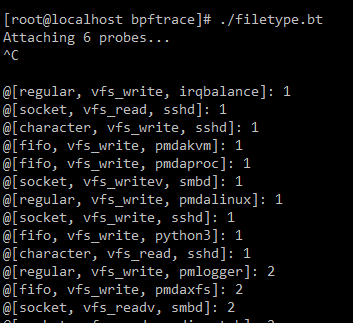 [root@localhost bpftrace]# ./filetype.bt
Attaching 6 probes...
^C
@[regular, vfs_write, irqbalance]: 1
@[socket, vfs_read, sshd]: 1
@[character, vfs_write, sshd]: 1
@[fifo, vfs_write, pmdakvm]: 1
@[fifo, vfs_write, pmdaproc]: 1
@[socket, vfs_writev, smbd]: 1
@[regular, vfs_write, pmdalinux]: 1
@[socket, vfs_write, sshd]: 1
@[fifo, vfs_write, python3]: 1
@[character, vfs_read, sshd]: 1
@[regular, vfs_write, pmlogger]: 2
@[fifo, vfs_write, pmdaxfs]: 2
@[socket, vfs_readv, smbd]: 2